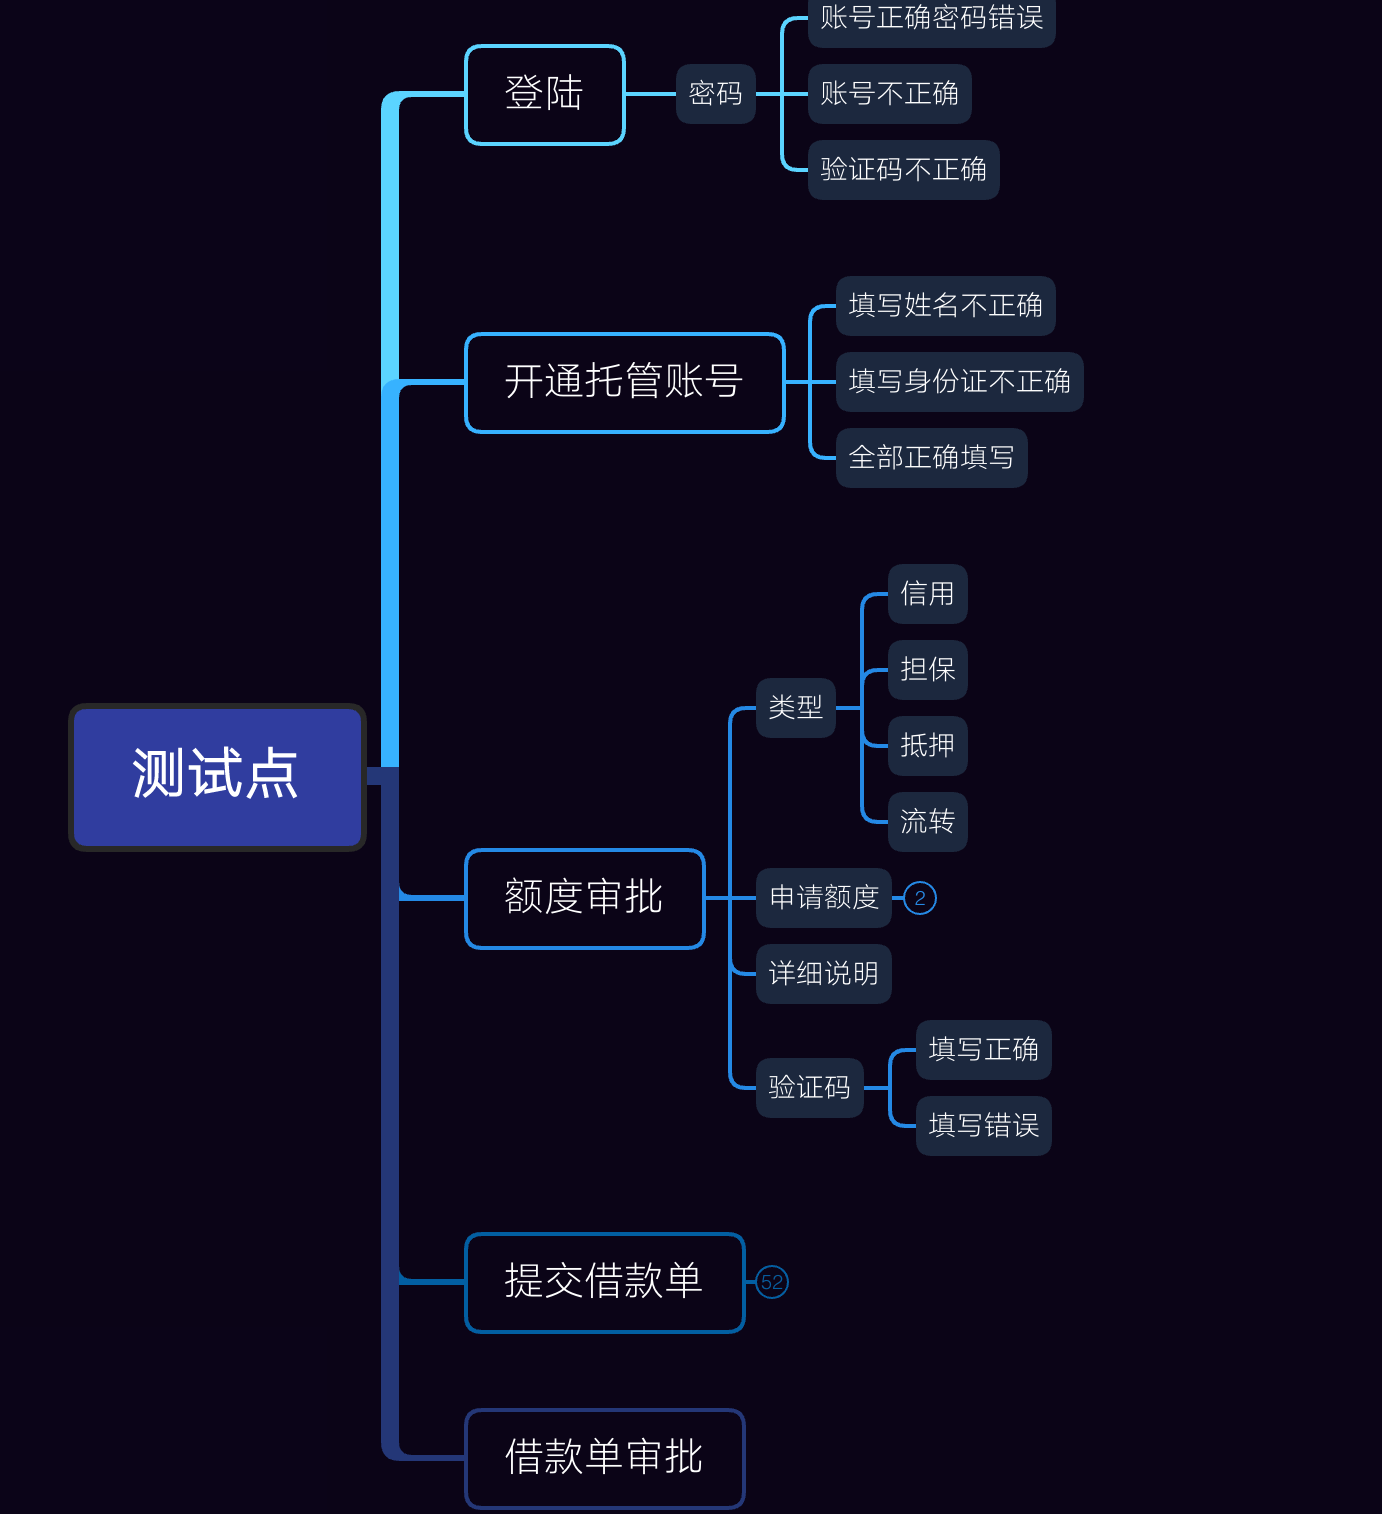 账号正确密码错误
登陆
密码
账号不正确
验证码不正确
填写姓名不正确
开通托管账号
填写身份证不正确
全部正确填写
信用
担保
类型
抵押
测试点
流转
额度审批
申请额度
2
详细说明
填写正确
验证码
填写错误
提交借款单
52
借款单审批